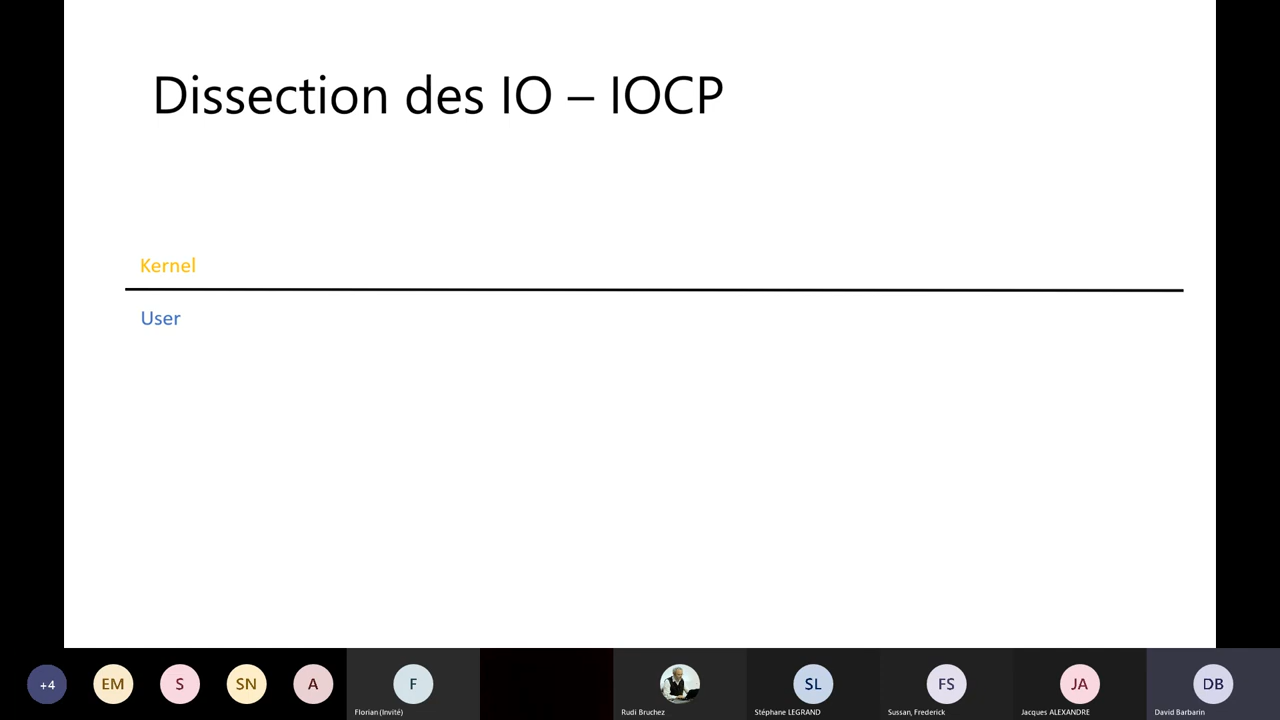 Dissection des IO – IOCP
Kernel
User
+4
EM
S
SN
A
F
SL
FS
JA
DB
Florian (Invité)
Rudi Bruchez
Stéphane LEGRAND
Sussan, Frederick
Jacques ALEXANDRE
David Barbarin